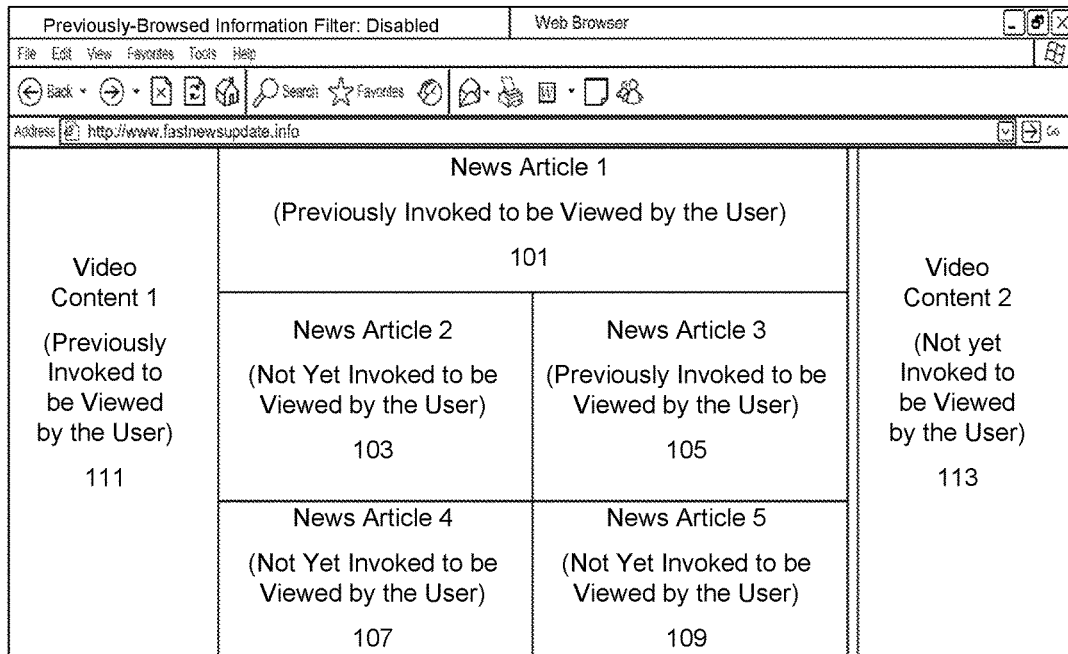 Previously-Browsed Information Filter: Disabled
Web Browser
File Edit View Favorites Tools Help
Back Search Favorites W
Address http://www.fastnewsupdate.info Go
Video
Content 1
(Previously
Invoked to
be Viewed
by the User)
111
News Article 1
(Previously Invoked to be Viewed by the User)
101
News Article 2
(Not Yet Invoked to be
Viewed by the User)
103
News Article 3
(Previously Invoked to be
Viewed by the User)
105
News Article 4
(Not Yet Invoked to be
Viewed by the User)
107
News Article 5
(Not Yet Invoked to be
Viewed by the User)
109
Video
Content 2
(Not yet
Invoked to
be Viewed
by the User)
113